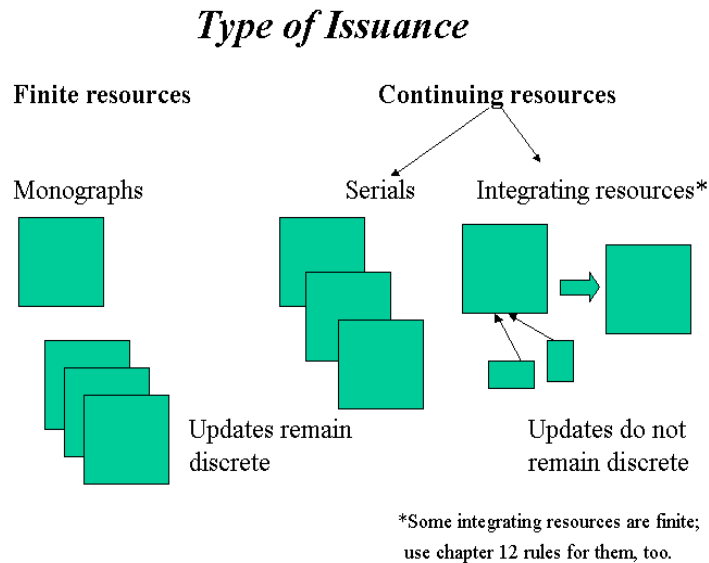 Type of Issuance
Finite resources
Continuing resources
Monographs
Serials
Integrating resources*
Updates remain
discrete
Updates do not
remain discrete
*Some integrating resources are finite;
use chapter 12 rules for them, too.